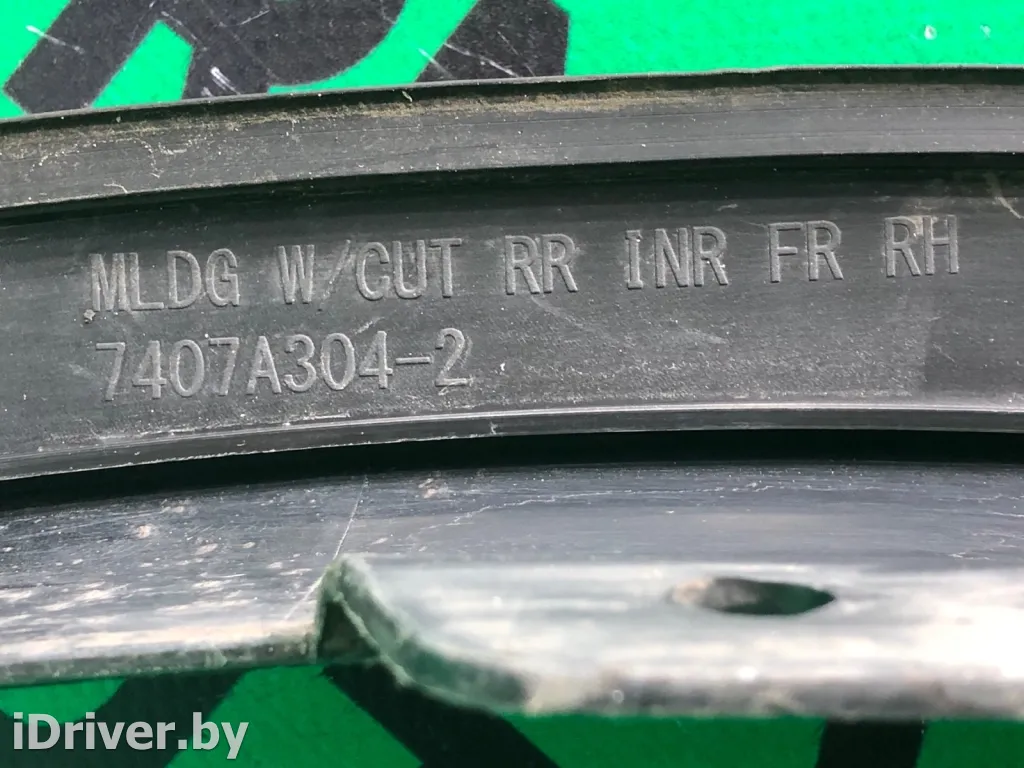 MLDG W/CUT RR INR FR RH
7407A304-2
iDriver.by